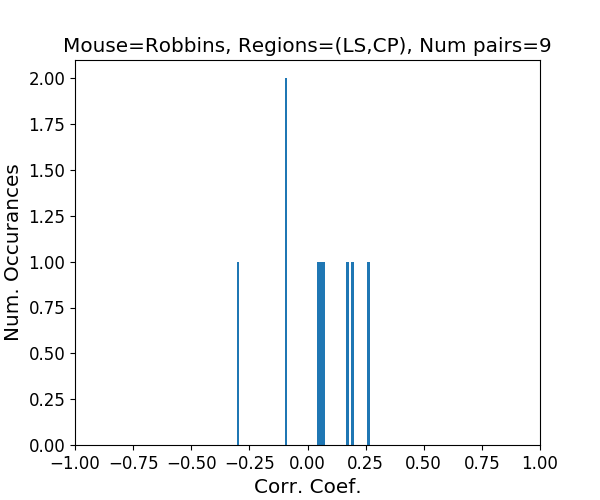 Mouse=Robbins, Regions=(LS,CP), Num pairs=9
Num. Occurances
2.00
1.75
1.50
1.25
1.00
0.75
0.50
0.25
0.00
−1.00 −0.75 −0.50 −0.25 0.00 0.25 0.50 0.75 1.00
Corr. Coef.